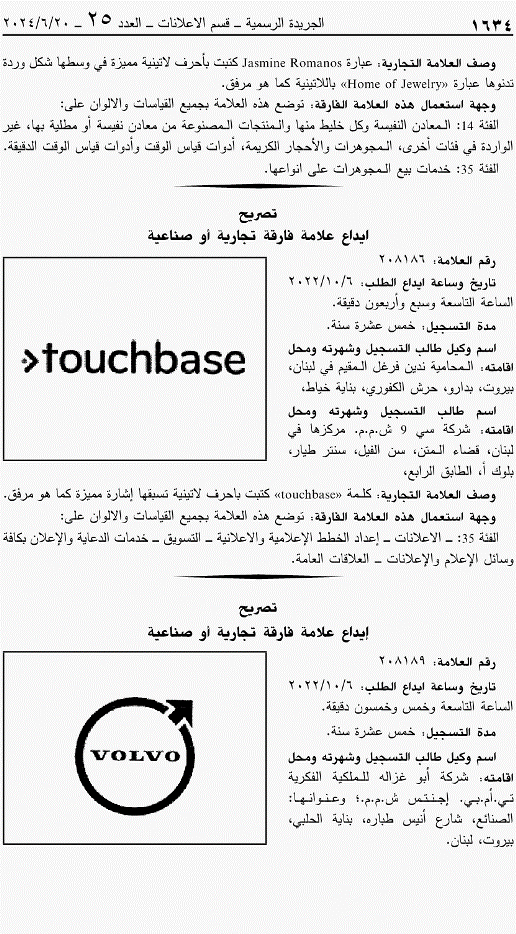 ١٦٣٤
الجريدة الرسمية – قسم الاعلانات – العدد ٢٥ – ٢٠٢٤/٦/٢٠
وصف العلامة التجارية: عبارة Jasmine Romanos كتبت بأحرف لاتينية مميزة في وسطها شكل وردة
تدنوها عبارة «Home of Jewelry» باللاتينية كما هو مرفق.
وجهة استعمال هذه العلامة الفارقة: توضع هذه العلامة بجميع القياسات والالوان على:
الفئة 14: المعادن النفيسة وكل خليط منها والمنتجات المصنوعة من معادن نفيسة أو مطلية بها، غير
الواردة في فئات أخرى، المجوهرات والأحجار الكريمة، أدوات قياس الوقت وأدوات قياس الوقت الدقيقة.
الفئة 35: خدمات بيع المجوهرات على انواعها.
تصريح
ايداع علامة فارقة تجارية أو صناعية
رقم العلامة: ٢٠٨١٨٦
تاريخ وساعة ايداع الطلب: ٢٠٢٢/١٠/٦
الساعة التاسعة وسبع وأربعون دقيقة.
مدة التسجيل: خمس عشرة سنة.
اسم وكيل طالب التسجيل وشهرته ومحل
اقامته: المحامية ندين فرغل المقيم في لبنان،
بيروت، بدارو، حرش الكفوري، بناية خياط،
اسم طالب التسجيل وشهرته ومحل
اقامته: شركة سي 9 ش.م.م. مركزها في
لبنان، قضاء المتن، سن الفيل، سنتر طيار،
بلوك أ، الطابق الرابع،
touchbase
وصف العلامة التجارية: كلمة «touchbase» كتبت باحرف لاتينية تسبقها إشارة مميزة كما هو مرفق.
وجهة استعمال هذه العلامة الفارقة: توضع هذه العلامة بجميع القياسات والالوان على:
الفئة 35: – الاعلانات – إعداد الخطط الإعلامية والاعلانية – التسويق – خدمات الدعاية والإعلان بكافة
وسائل الإعلام والإعلانات – العلاقات العامة.
تصريح
إيداع علامة فارقة تجارية أو صناعية
رقم العلامة: ٢٠٨١٨٩
تاريخ وساعة ايداع الطلب: ٢٠٢٢/١٠/٦
الساعة التاسعة وخمس وخمسون دقيقة.
مدة التسجيل: خمس عشرة سنة.
اسم وكيل طالب التسجيل وشهرته ومحل
اقامته: شركة أبو غزاله للملكية الفكرية
تي.أم.بي. إجنتس ش.م.م.؛ وعنوانها:
الصنائع، شارع أنيس طباره، بناية الحلبي،
بيروت، لبنان.
VOLVO